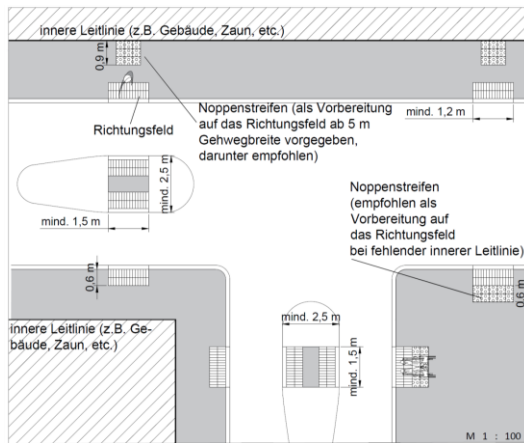 innere Leitlinie (z.B. Gebäude, Zaun, etc.)
0,9 m
Richtungsfeld
Noppenstreifen (als Vorbereitung
auf das Richtungsfeld ab 5 m
Gehwegbreite vorgegeben,
darunter empfohlen)
mind. 1,2 m
mind. 2,5 m
mind. 1,5 m
Noppenstreifen
(empfohlen als
Vorbereitung auf
das Richtungsfeld
bei fehlender innerer Leitlinie)
0,6 m
0,6 m
innere Leitlinie (z.B. Ge-
bäude, Zaun, etc.)
mind. 2,5 m
mind. 1,5 m
M 1 : 100